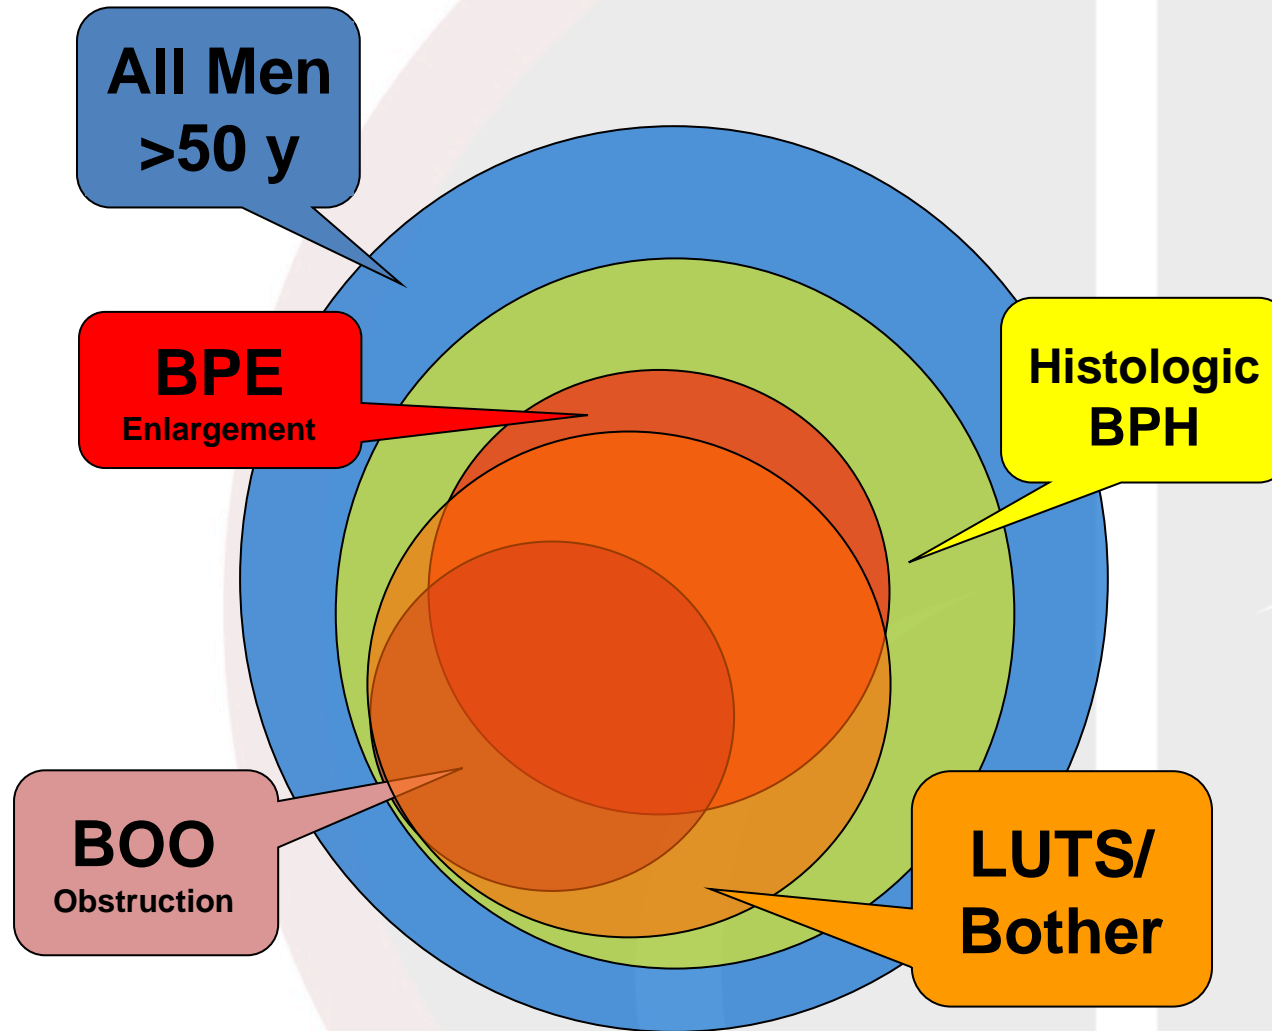 All Men
>50 y
BPE
Enlargement
Histologic
BPH
BOO
Obstruction
LUTS/
Bother